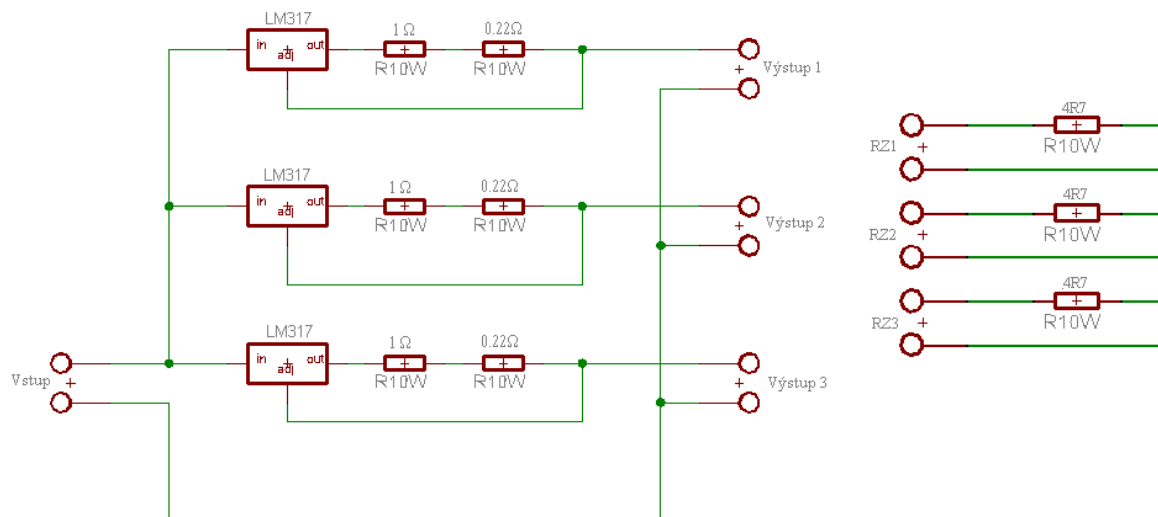 LM317
in
out
adj
1 Ω
R10W
0.22Ω
R10W
Výstup 1
LM317
in
out
adj
1 Ω
R10W
0.22Ω
R10W
Výstup 2
LM317
in
out
adj
1 Ω
R10W
0.22Ω
R10W
Výstup 3
Vstup
RZ1
4R7
R10W
RZ2
4R7
R10W
RZ3
4R7
R10W